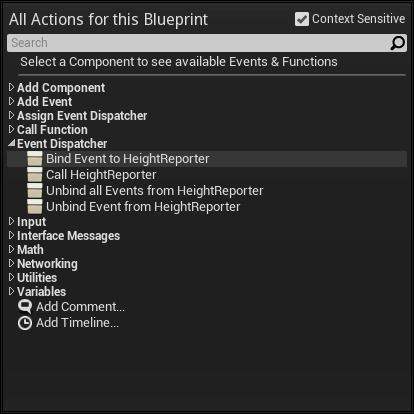 All Actions for this Blueprint
Context Sensitive
Search
Select a Component to see available Events & Functions
Add Component
Add Event
Assign Event Dispatcher
Call Function
Event Dispatcher
Bind Event to HeightReporter
Call HeightReporter
Unbind all Events from HeightReporter
Unbind Event from HeightReporter
Input
Interface Messages
Math
Networking
Utilities
Variables
Add Comment...
Add Timeline...